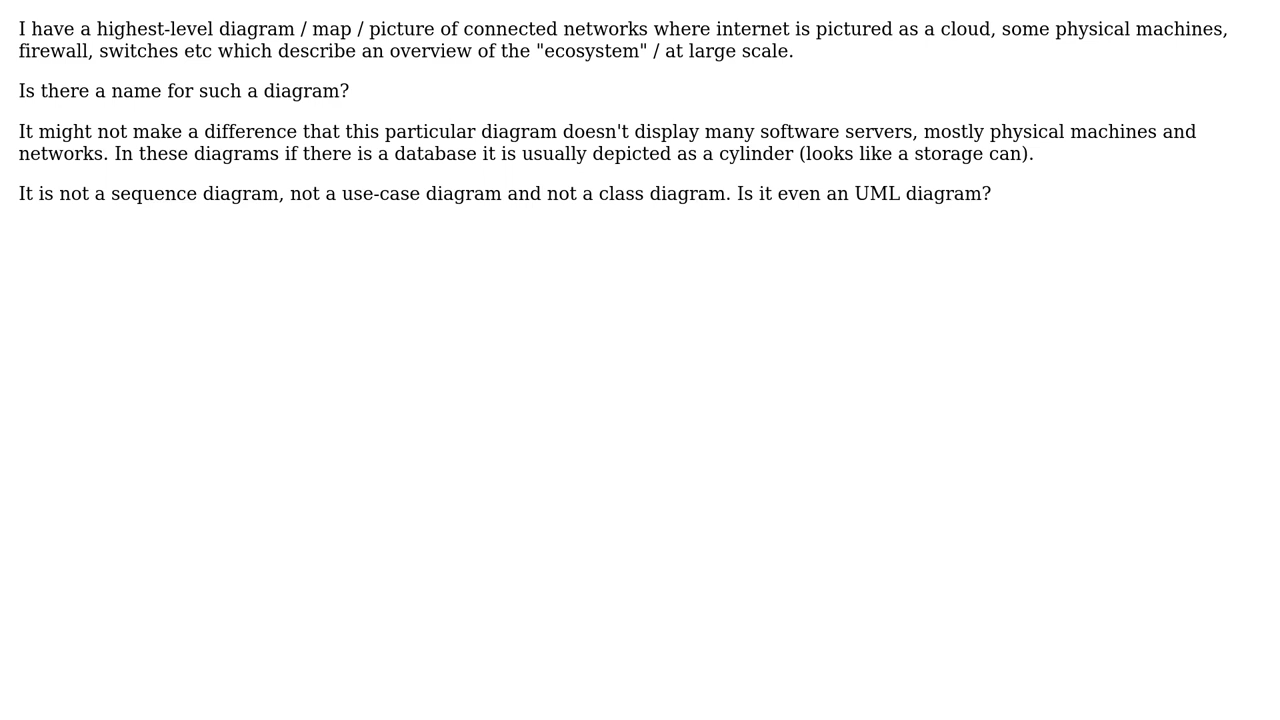 I have a highest-level diagram / map / picture of connected networks where internet is pictured as a cloud, some physical machines,
firewall, switches etc which describe an overview of the "ecosystem" / at large scale.
Is there a name for such a diagram?
It might not make a difference that this particular diagram doesn't display many software servers, mostly physical machines and
networks. In these diagrams if there is a database it is usually depicted as a cylinder (looks like a storage can).
It is not a sequence diagram, not a use-case diagram and not a class diagram. Is it even an UML diagram?